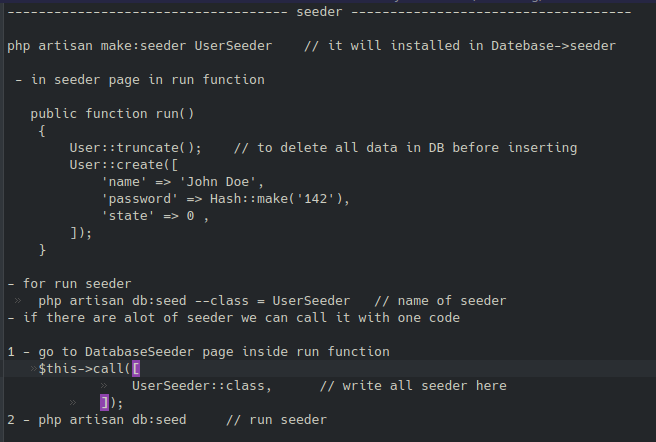 ------------------------------------ seeder ------------------------------------
php artisan make:seeder UserSeeder    // it will installed in Datebase->seeder
- in seeder page in run function
public function run()
{
User::truncate();    // to delete all data in DB before inserting
User::create([
'name' => 'John Doe',
'password' => Hash::make('142'),
'state' => 0 ,
]);
}
- for run seeder
» php artisan db:seed --class = UserSeeder   // name of seeder
- if there are alot of seeder we can call it with one code
1 - go to DatabaseSeeder page inside run function
»$this->call([
» UserSeeder::class,      // write all seeder here
» ]);
2 - php artisan db:seed     // run seeder